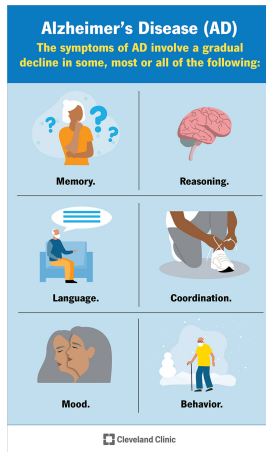 Alzheimer's Disease (AD)
The symptoms of AD involve a gradual
decline in some, most or all of the following:
Memory.
Reasoning.
Language.
Coordination.
Mood.
Behavior.
Cleveland Clinic